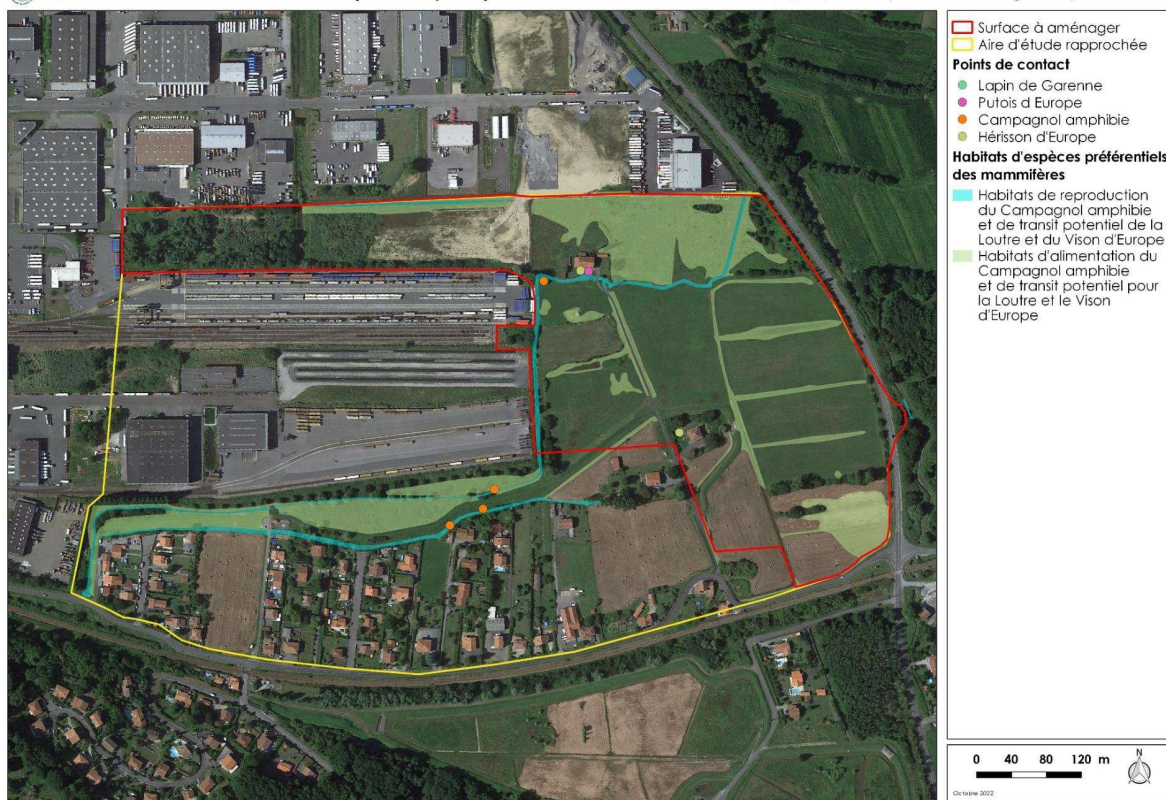 Surface à aménager
Aire d'étude rapprochée
Points de contact
Lapin de Garenne
Putois d Europe
Campagnol amphibie
Hérisson d'Europe
Habitats d'espèces préférentiels
des mammifères
Habitats de reproduction
du Campagnol amphibie
et de transit potentiel de la
Loutre et du Vison d'Europe
Habitats d'alimentation du
Campagnol amphibie
et de transit potentiel pour
la Loutre et le Vison
d'Europe
0 40 80 120 m
N
Octobre 2022